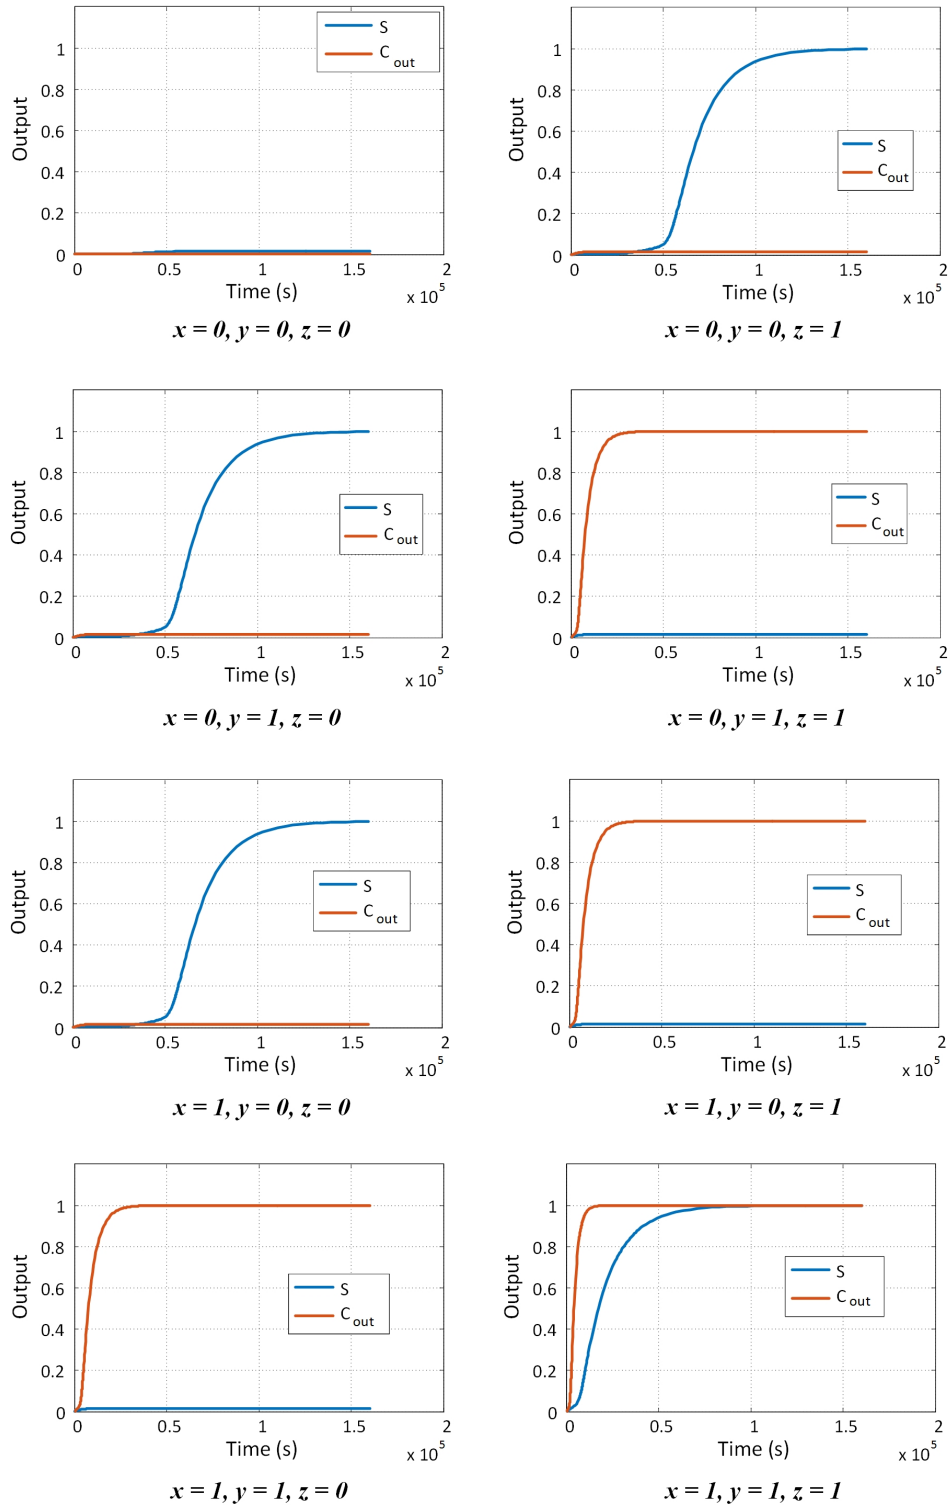 S
C out
Output
1
0.8
0.6
0.4
0.2
0
0 0.5 1 1.5 2
Time (s)
x 10^5
x = 0, y = 0, z = 0
S
C out
Output
1
0.8
0.6
0.4
0.2
0
0 0.5 1 1.5 2
Time (s)
x 10^5
x = 0, y = 0, z = 1
S
C out
Output
1
0.8
0.6
0.4
0.2
0
0 0.5 1 1.5 2
Time (s)
x 10^5
x = 0, y = 1, z = 0
S
C out
Output
1
0.8
0.6
0.4
0.2
0
0 0.5 1 1.5 2
Time (s)
x 10^5
x = 0, y = 1, z = 1
S
C out
Output
1
0.8
0.6
0.4
0.2
0
0 0.5 1 1.5 2
Time (s)
x 10^5
x = 1, y = 0, z = 0
S
C out
Output
1
0.8
0.6
0.4
0.2
0
0 0.5 1 1.5 2
Time (s)
x 10^5
x = 1, y = 0, z = 1
S
C out
Output
1
0.8
0.6
0.4
0.2
0
0 0.5 1 1.5 2
Time (s)
x 10^5
x = 1, y = 1, z = 0
S
C out
Output
1
0.8
0.6
0.4
0.2
0
0 0.5 1 1.5 2
Time (s)
x 10^5
x = 1, y = 1, z = 1